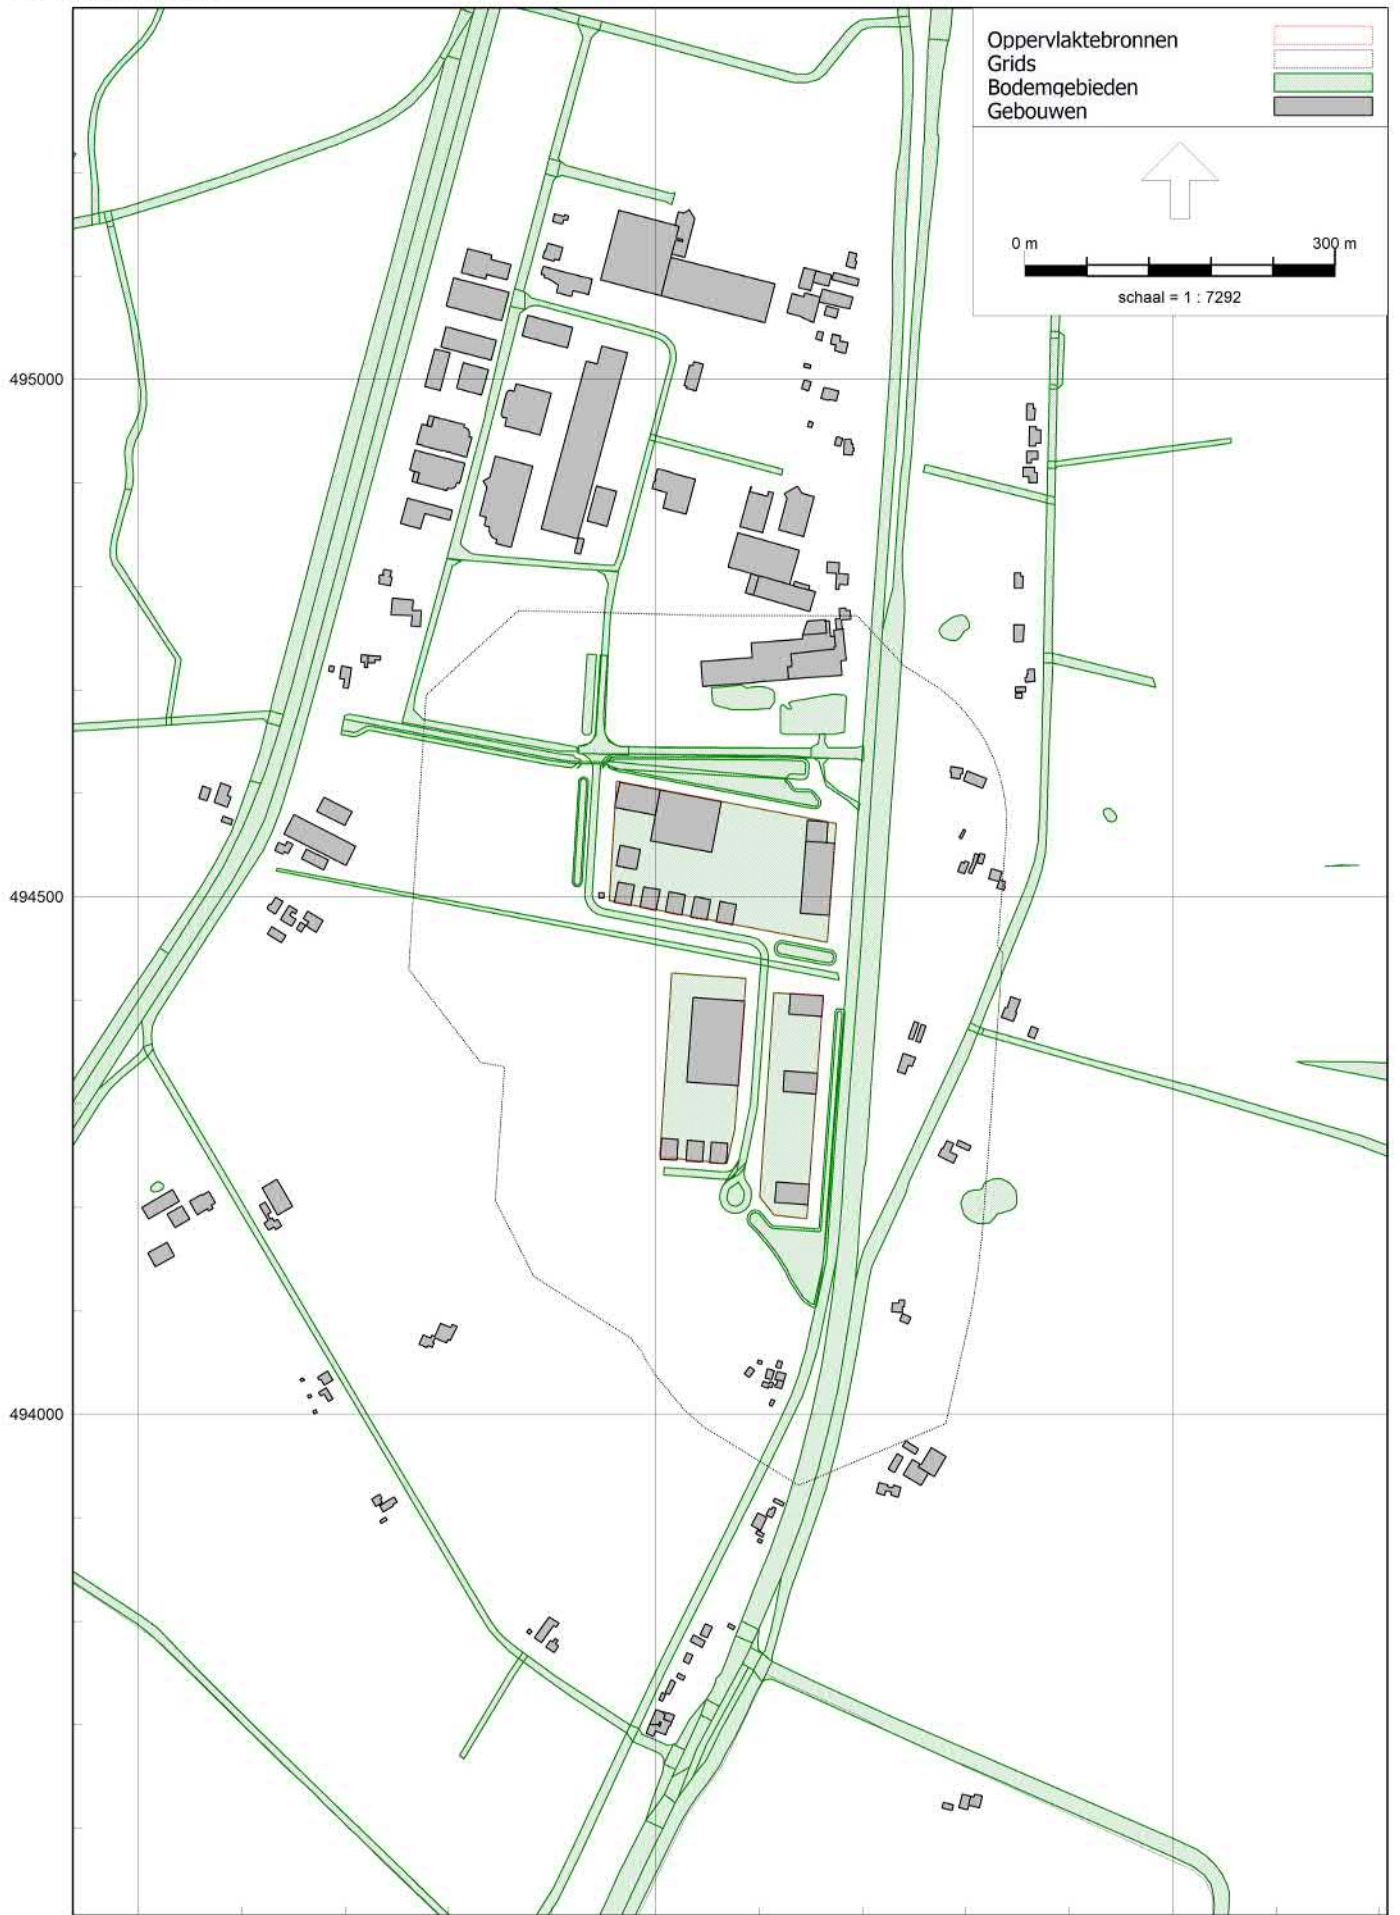 Oppervlaktebronnen
Grids
Bodemgebieden
Gebouwen
0 m 300 m
schaal = 1 : 7292
495000
494500
494000